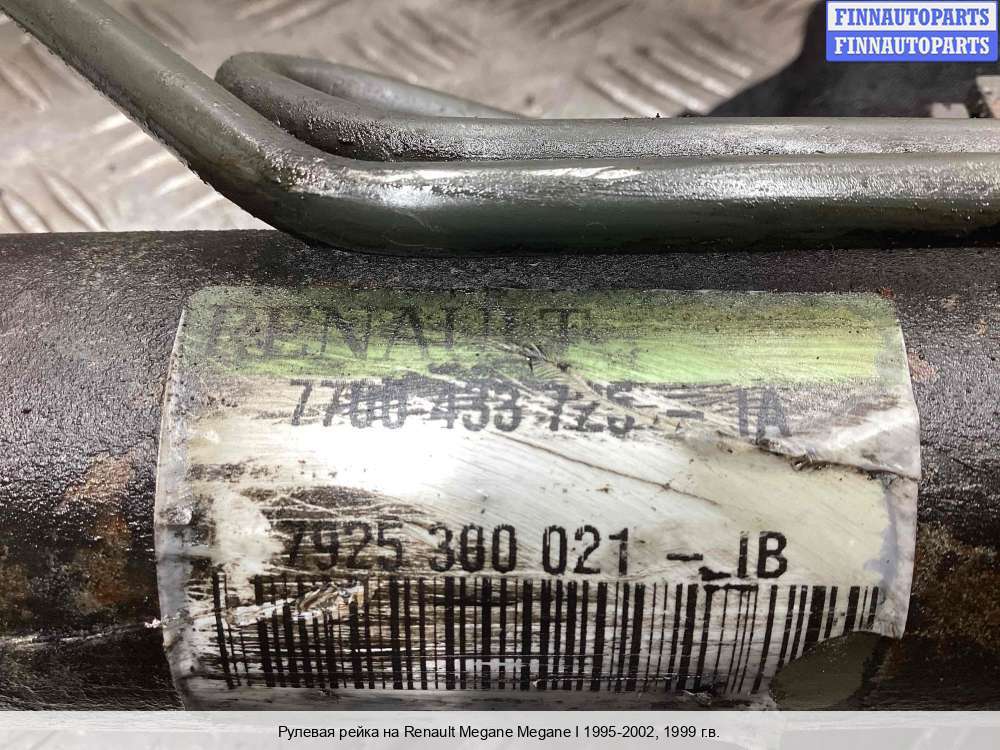 FINNAUTOPARTS
FINNAUTOPARTS
RENAULT
7700 433 725 - IA
7925 300 021 - IB
Рулевая рейка на Renault Megane Megane I 1995-2002, 1999 г.в.